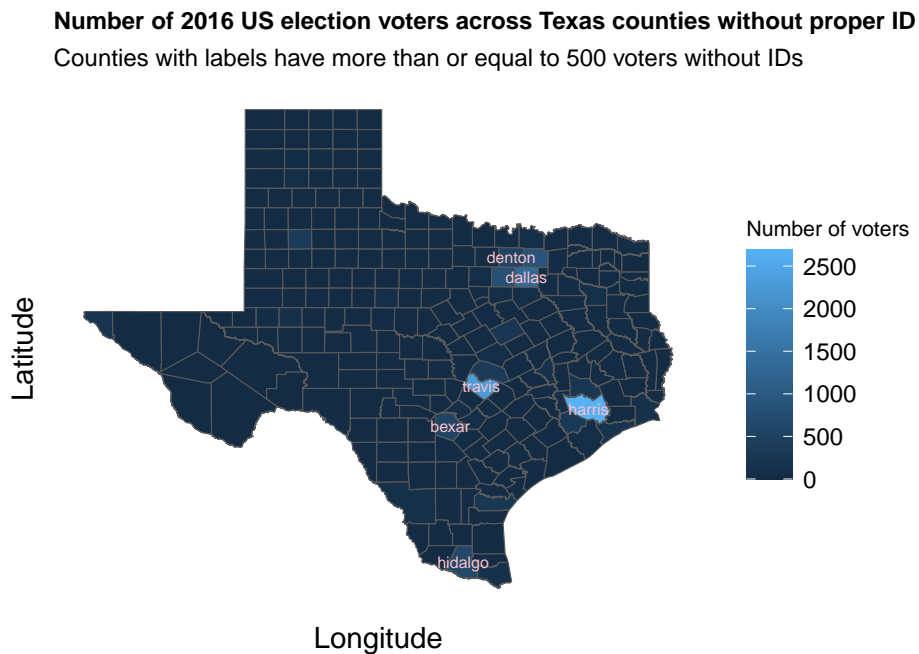 Number of 2016 US election voters across Texas counties without proper ID
Counties with labels have more than or equal to 500 voters without IDs
Number of voters
denton
2500
dallas
2000
Latitude
1500
travis
1000
harris
bexar
500
0
hidalgo
Longitude